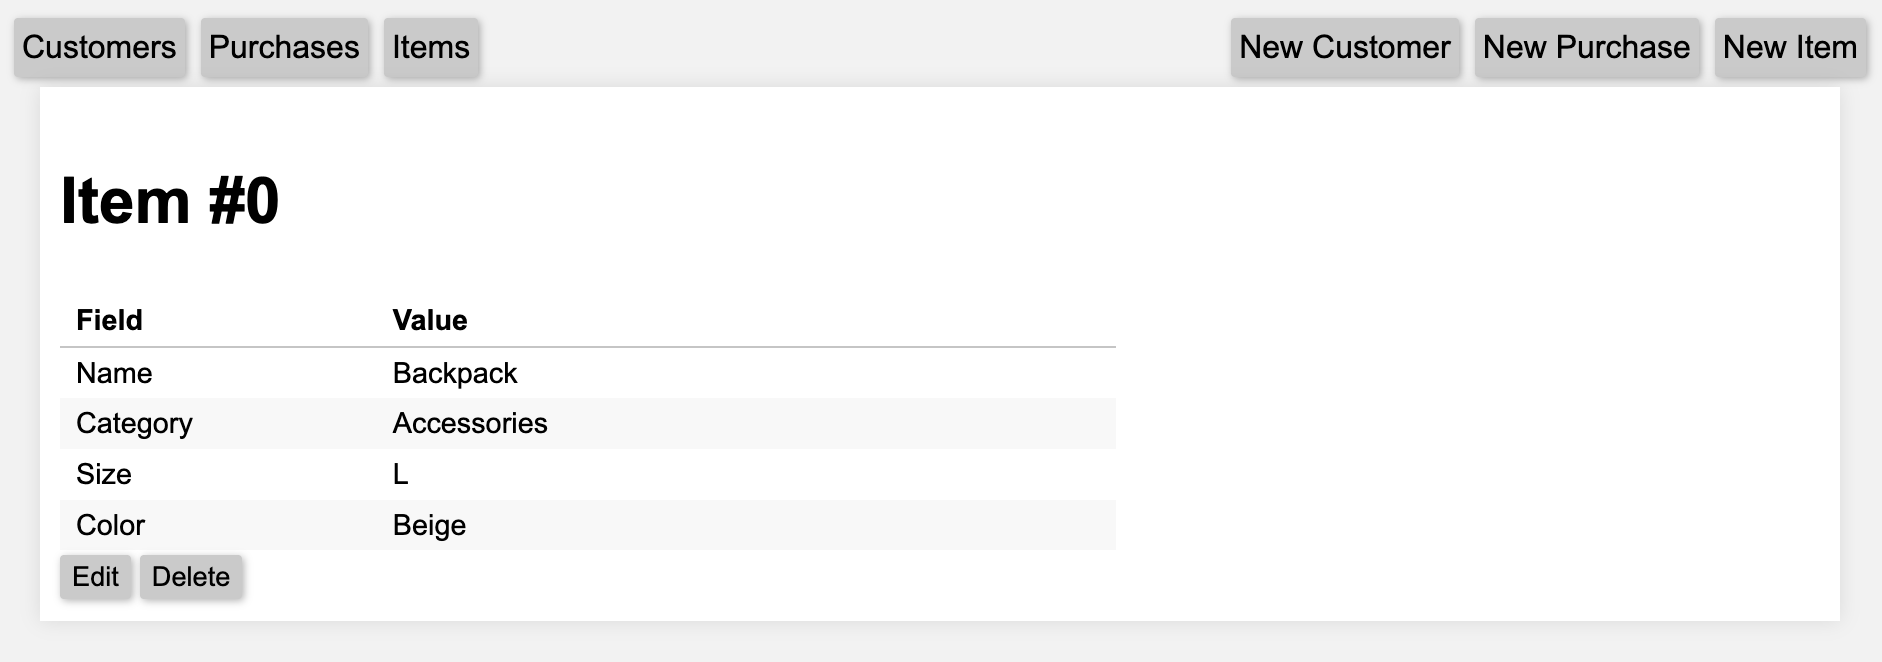 Customers Purchases Items New Customer New Purchase New Item
Item #0
Field Value
Name Backpack
Category Accessories
Size L
Color Beige
Edit Delete